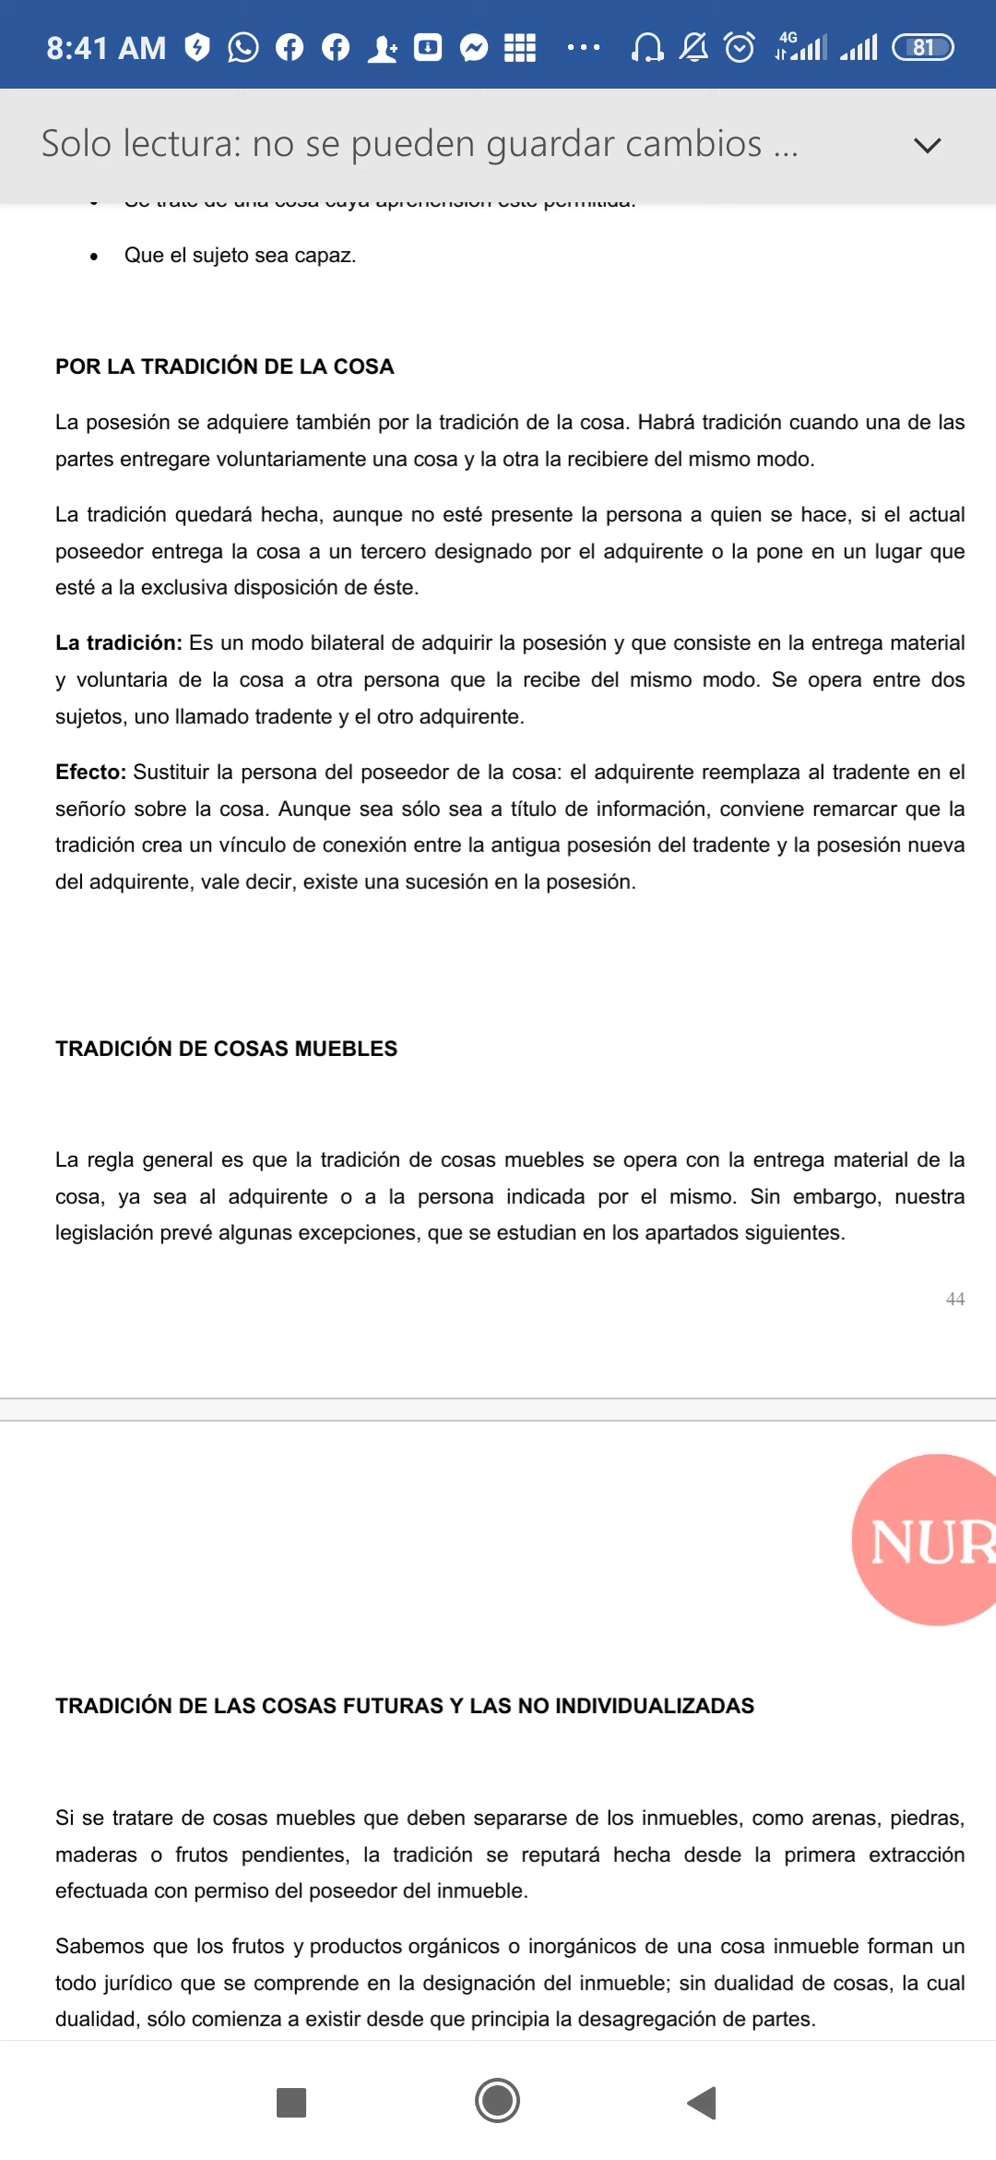 8:41 AM
4G
81
Solo lectura: no se pueden guardar cambios ...
Se trate de una cosa cuya aprehensión esté permitida.
• Que el sujeto sea capaz.
POR LA TRADICIÓN DE LA COSA
La posesión se adquiere también por la tradición de la cosa. Habrá tradición cuando una de las
partes entregare voluntariamente una cosa y la otra la recibiere del mismo modo.
La tradición quedará hecha, aunque no esté presente la persona a quien se hace, si el actual
poseedor entrega la cosa a un tercero designado por el adquirente o la pone en un lugar que
esté a la exclusiva disposición de éste.
La tradición: Es un modo bilateral de adquirir la posesión y que consiste en la entrega material
y voluntaria de la cosa a otra persona que la recibe del mismo modo. Se opera entre dos
sujetos, uno llamado tradente y el otro adquirente.
Efecto: Sustituir la persona del poseedor de la cosa: el adquirente reemplaza al tradente en el
señorío sobre la cosa. Aunque sea sólo sea a título de información, conviene remarcar que la
tradición crea un vínculo de conexión entre la antigua posesión del tradente y la posesión nueva
del adquirente, vale decir, existe una sucesión en la posesión.
TRADICIÓN DE COSAS MUEBLES
La regla general es que la tradición de cosas muebles se opera con la entrega material de la
cosa, ya sea al adquirente o a la persona indicada por el mismo. Sin embargo, nuestra
legislación prevé algunas excepciones, que se estudian en los apartados siguientes.
44
NUR
TRADICIÓN DE LAS COSAS FUTURAS Y LAS NO INDIVIDUALIZADAS
Si se tratare de cosas muebles que deben separarse de los inmuebles, como arenas, piedras,
maderas o frutos pendientes, la tradición se reputará hecha desde la primera extracción
efectuada con permiso del poseedor del inmueble.
Sabemos que los frutos y productos orgánicos o inorgánicos de una cosa inmueble forman un
todo jurídico que se comprende en la designación del inmueble; sin dualidad de cosas, la cual
dualidad, sólo comienza a existir desde que principia la desagregación de partes.